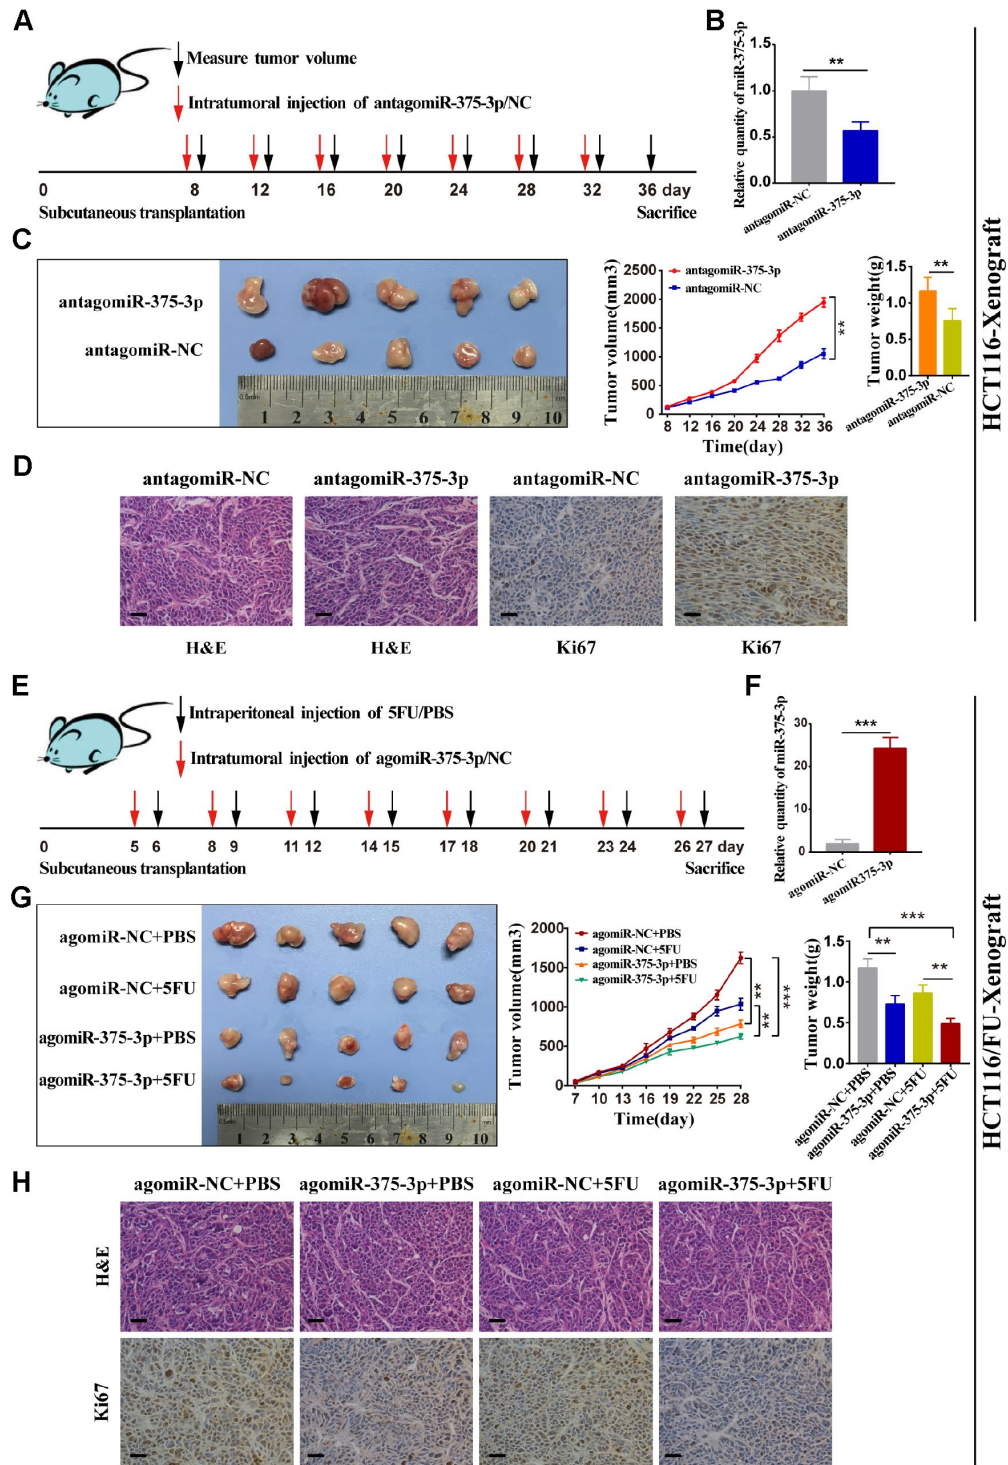 A
Measure tumor volume
Intratumoral injection of antagomiR-375-3p/NC
0 8 12 16 20 24 28 32 36 day
Subcutaneous transplantation Sacrifice
B
Relative quantity of miR-375-3p
1.5
1.0
0.5
0.0
**
antagomiR-NC
antagomiR-375-3p
HCT116-Xenograft
C
antagomiR-375-3p
antagomiR-NC
0.5mm
1 2 3 4 5 6 7 8 9 10
Tumor volume(mm3)
2500
2000
1500
1000
500
0
antagomiR-375-3p
antagomiR-NC
**
8 12 16 20 24 28 32 36
Time(day)
Tumor weight(g)
1.5
1.0
0.5
0.0
**
antagomiR-375-3p
antagomiR-NC
D
antagomiR-NC antagomiR-375-3p antagomiR-NC antagomiR-375-3p
H&E H&E Ki67 Ki67
E
Intraperitoneal injection of 5FU/PBS
Intratumoral injection of agomiR-375-3p/NC
0 5 6 8 9 11 12 14 15 17 18 20 21 23 24 26 27 day
Subcutaneous transplantation Sacrifice
F
Relative quantity of miR-375-3p
30
20
10
0
***
agomiR-NC
agomiR375-3p
HCT116/FU-Xenograft
G
agomiR-NC+PBS
agomiR-NC+5FU
agomiR-375-3p+PBS
agomiR-375-3p+5FU
0.5mm
1 2 3 4 5 6 7 8 9 10
Tumor volume(mm3)
2000
1500
1000
500
0
agomiR-NC+PBS
agomiR-NC+5FU
agomiR-375-3p+PBS
agomiR-375-3p+5FU
**
**
***
7 10 13 16 19 22 25 28
Time(day)
Tumor weight(g)
1.5
1.0
0.5
0.0
***
**
**
agomiR-NC+PBS
agomiR-375-3p+PBS
agomiR-NC+5FU
agomiR-375-3p+5FU
H
agomiR-NC+PBS agomiR-375-3p+PBS agomiR-NC+5FU agomiR-375-3p+5FU
H&E
Ki67